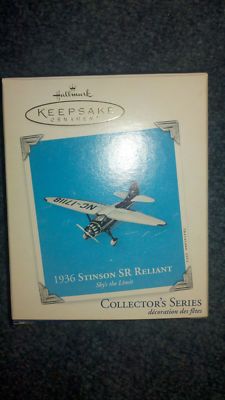 Hallmark
KEEPSAKE
ORNAMENT
NC-17118
1936 STINSON SR RELIANT
Sky's the Limit
COLLECTOR'S SERIES
décoration des fêtes